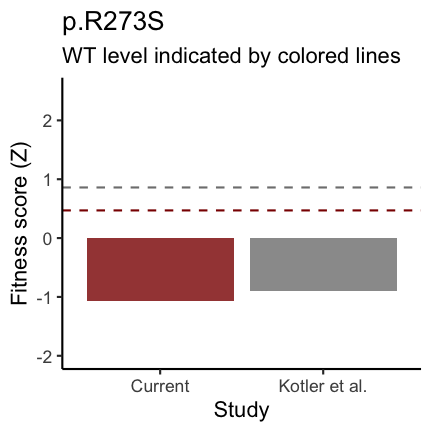 p.R273S
WT level indicated by colored lines
Fitness score (Z)
2
1
0
-1
-2
Current
Kotler et al.
Study